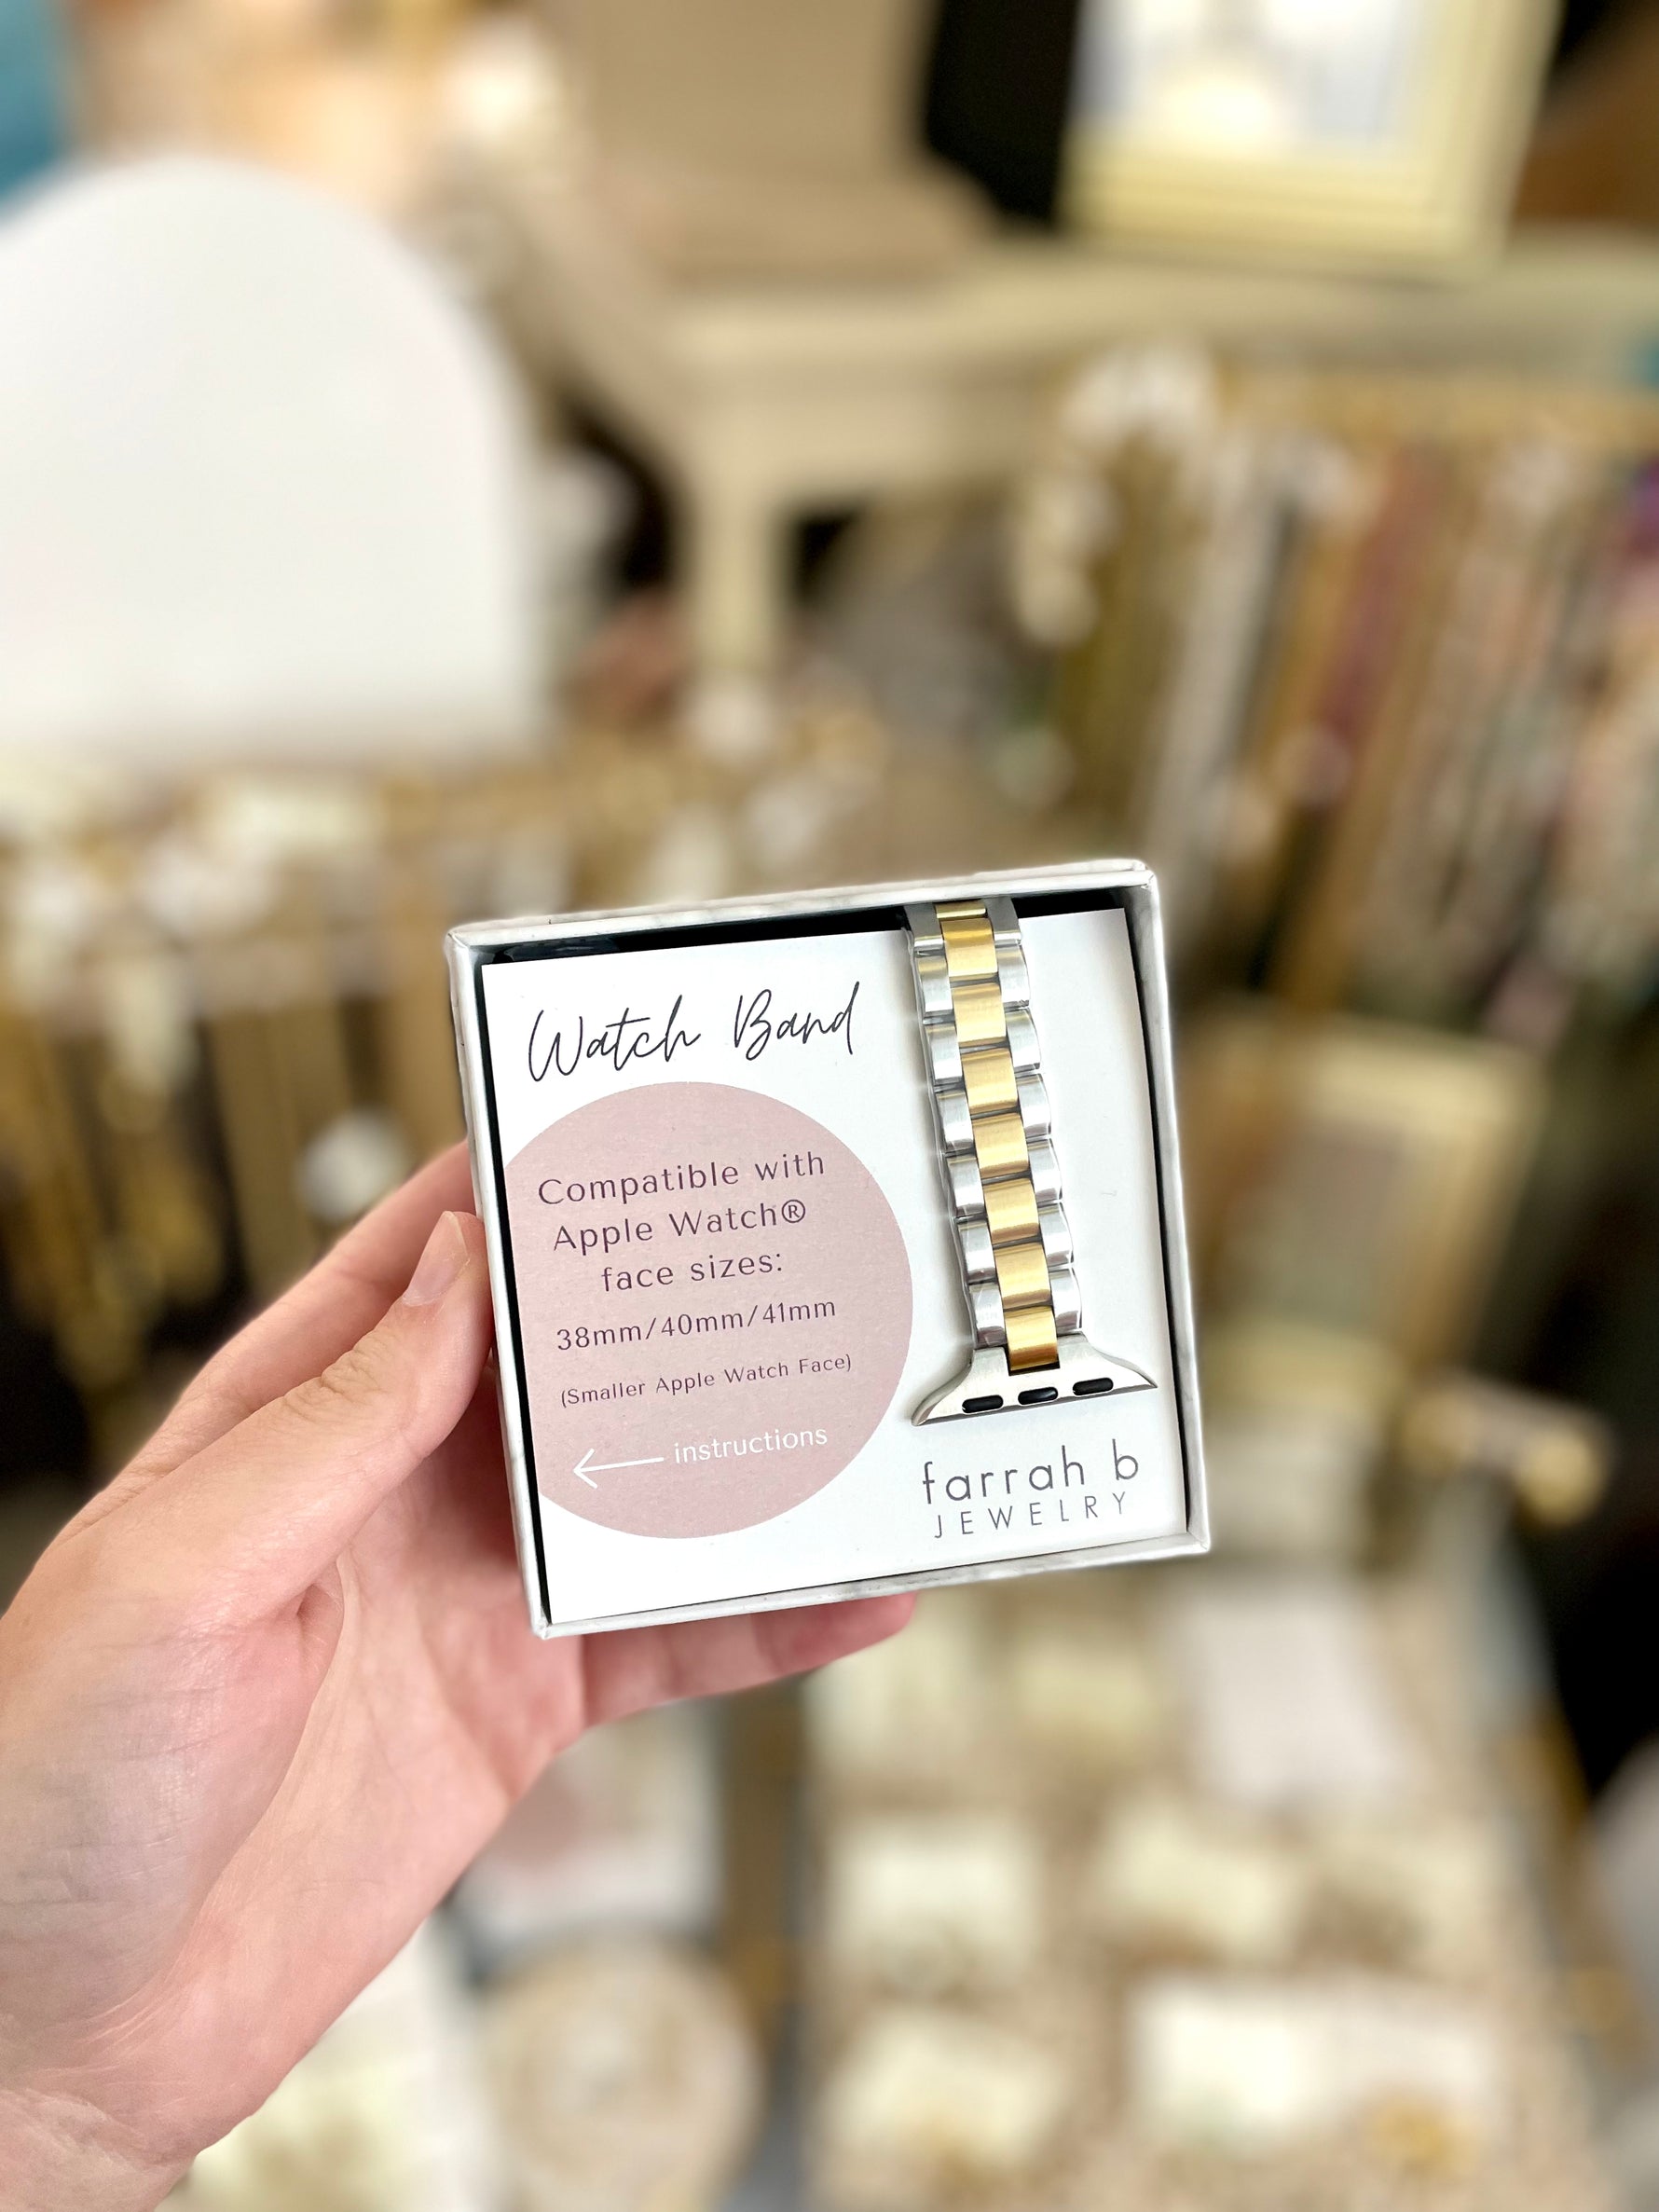 Watch Band
Compatible with
Apple Watch®
face sizes:
38mm/40mm/41mm
(Smaller Apple Watch Face)
instructions
farrah b
JEWELRY